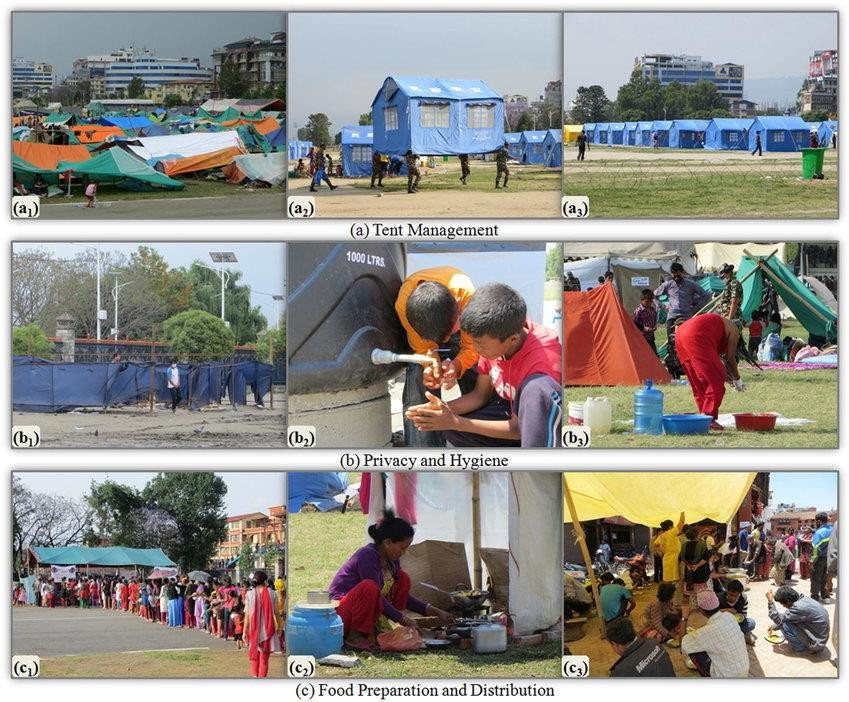 (a₁)
(a₂)
(a₃)
(a) Tent Management
1000 LTRS.
(b₁)
(b₂)
(b₃)
(b) Privacy and Hygiene
(c₁)
(c₂)
Microsoft
(c₃)
(c) Food Preparation and Distribution